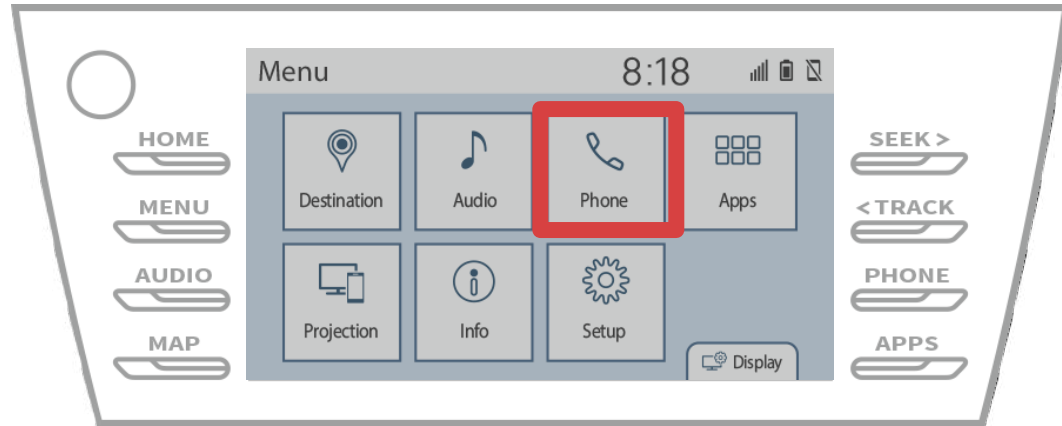 Menu 8:18
HOME
MENU
AUDIO
MAP
Destination
Audio
Phone
Apps
Projection
Info
Setup
Display
SEEK >
< TRACK
PHONE
APPS